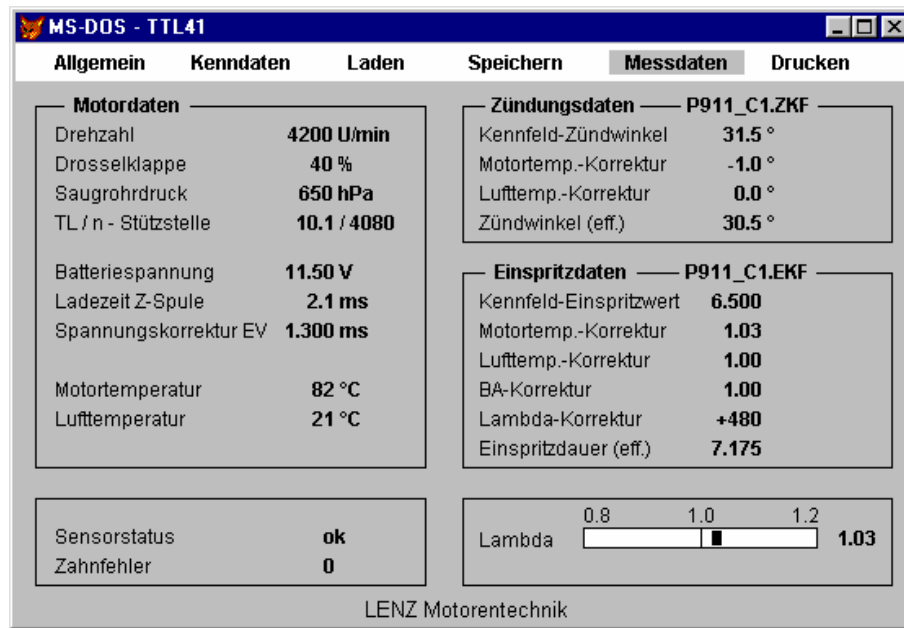 MS-DOS - TTL41
Allgemein Kenndaten Laden Speichern Messdaten Drucken
Motordaten
Drehzahl 4200 U/min
Drosselklappe 40 %
Saugrohrdruck 650 hPa
TL / n - Stützstelle 10.1 / 4080
Batteriespannung 11.50 V
Ladezeit Z-Spule 2.1 ms
Spannungskorrektur EV 1.300 ms
Motortemperatur 82 °C
Lufttemperatur 21 °C
Zündungsdaten P911_C1.ZKF
Kennfeld-Zündwinkel 31.5 °
Motortemp.-Korrektur -1.0 °
Lufttemp.-Korrektur 0.0 °
Zündwinkel (eff.) 30.5 °
Einspritzdaten P911_C1.EKF
Kennfeld-Einspritzwert 6.500
Motortemp.-Korrektur 1.03
Lufttemp.-Korrektur 1.00
BA-Korrektur 1.00
Lambda-Korrektur +480
Einspritzdauer (eff.) 7.175
Sensorstatus ok
Zahnfehler 0
0.8 1.0 1.2
Lambda 1.03
LENZ Motorentechnik